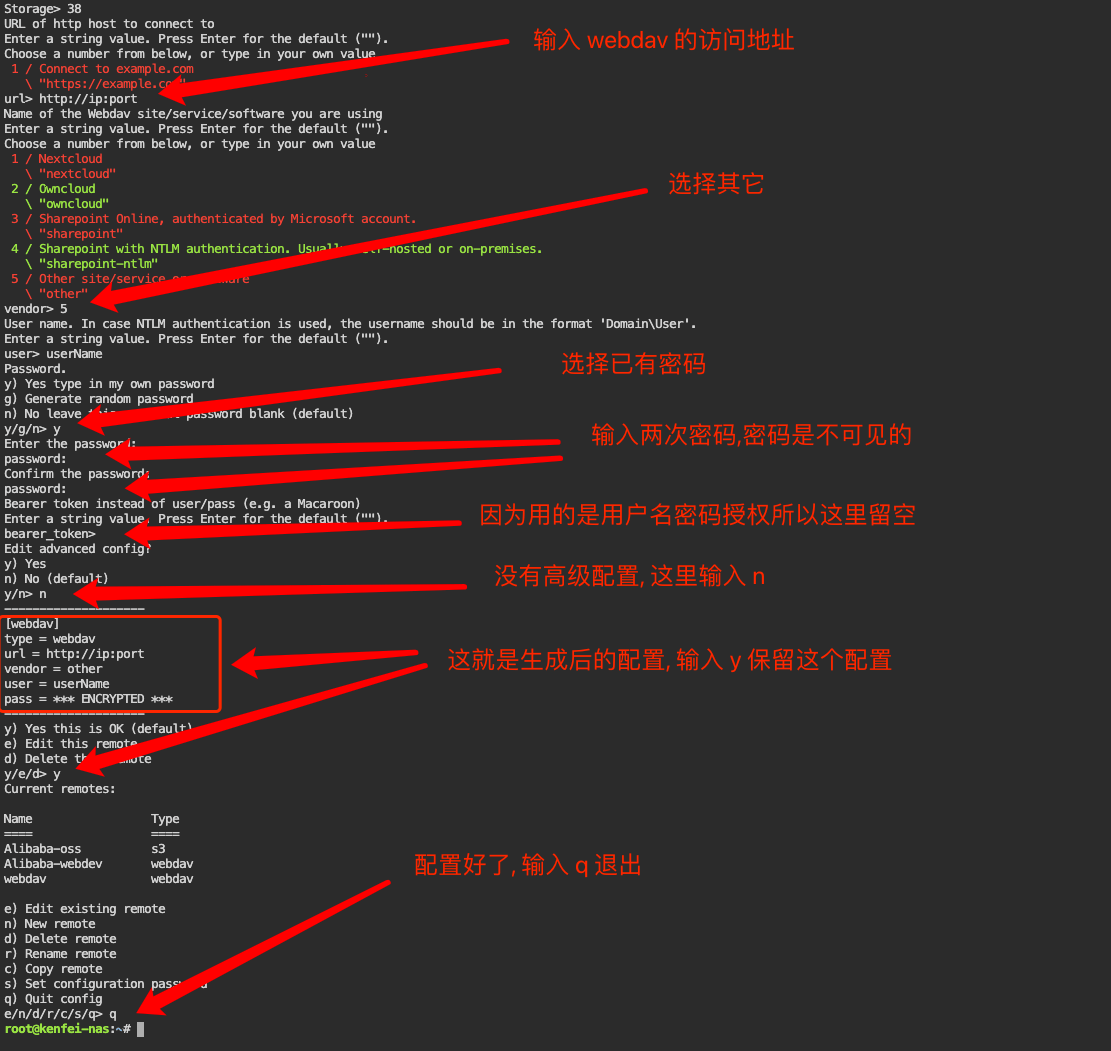 Storage> 38
URL of http host to connect to
Enter a string value. Press Enter for the default ("").
Choose a number from below, or type in your own value
输入 webdav 的访问地址
1 / Connect to example.com
\ "https://example.com"
url> http://ip:port
Name of the Webdav site/service/software you are using
Enter a string value. Press Enter for the default ("").
Choose a number from below, or type in your own value
1 / Nextcloud
\ "nextcloud"
2 / Owncloud
\ "owncloud"
选择其它
3 / Sharepoint Online, authenticated by Microsoft account.
\ "sharepoint"
4 / Sharepoint with NTLM authentication. Usually self-hosted or on-premises.
\ "sharepoint-ntlm"
5 / Other site/service or software
\ "other"
vendor> 5
User name. In case NTLM authentication is used, the username should be in the format 'Domain\User'.
Enter a string value. Press Enter for the default ("").
user> userName
Password.
选择已有密码
y) Yes type in my own password
g) Generate random password
n) No leave this password blank (default)
y/g/n> y
Enter the password:
输入两次密码,密码是不可见的
password:
Confirm the password:
password:
Bearer token instead of user/pass (e.g. a Macaroon)
Enter a string value. Press Enter for the default ("").
因为用的是用户名密码授权所以这里留空
bearer_token>
Edit advanced config?
y) Yes
n) No (default)
没有高级配置, 这里输入 n
y/n> n
--------------------
[webdav]
type = webdav
url = http://ip:port
这就是生成后的配置, 输入 y 保留这个配置
vendor = other
user = userName
pass = *** ENCRYPTED ***
--------------------
y) Yes this is OK (default)
e) Edit this remote
d) Delete this remote
y/e/d> y
Current remotes:
Name Type
==== ====
Alibaba-oss s3
Alibaba-webdev webdav
webdav webdav
配置好了, 输入 q 退出
e) Edit existing remote
n) New remote
d) Delete remote
r) Rename remote
c) Copy remote
s) Set configuration password
q) Quit config
e/n/d/r/c/s/q> q
root@kenfei-nas:~#